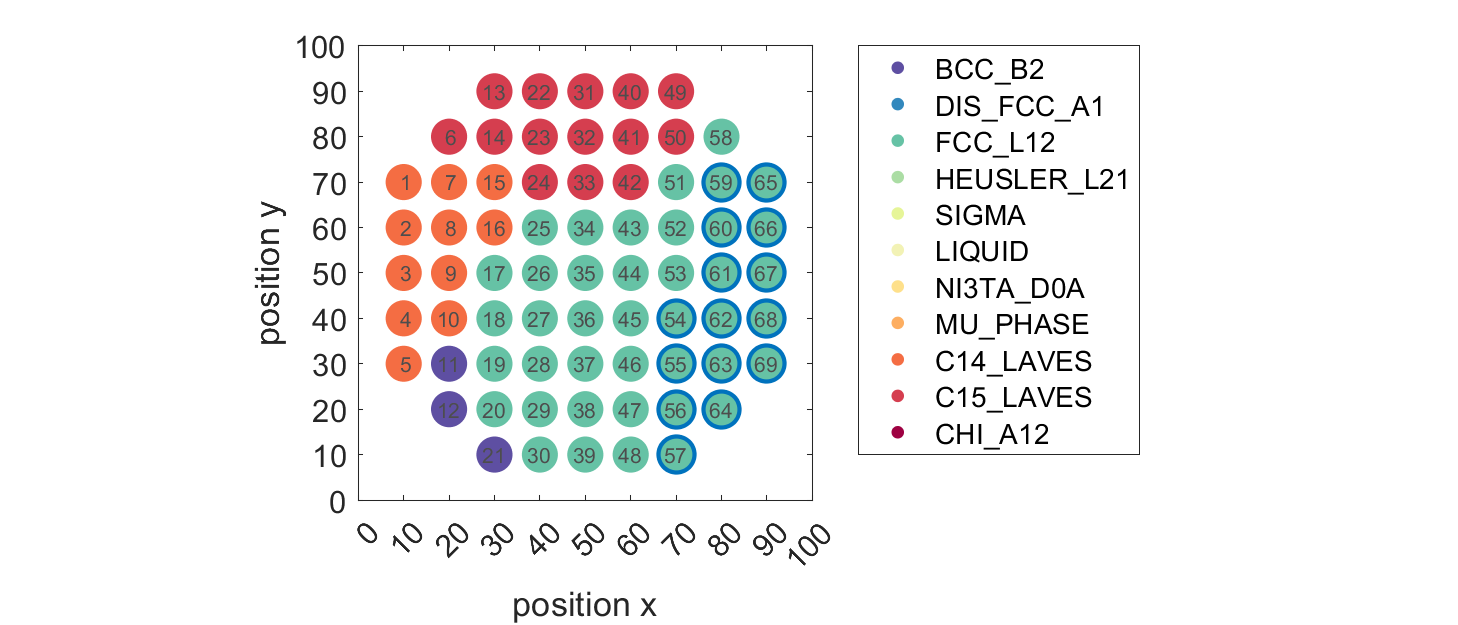 100
90
80
70
60
50
40
30
20
10
0
position y
13 22 31 40 49
6 14 23 32 41 50 58
1 7 15 24 33 42 51 59 65
2 8 16 25 34 43 52 60 66
3 9 17 26 35 44 53 61 67
4 10 18 27 36 45 54 62 68
5 11 19 28 37 46 55 63 69
12 20 29 38 47 56 64
21 30 39 48 57
0 10 20 30 40 50 60 70 80 90 100
position x
BCC_B2
DIS_FCC_A1
FCC_L12
HEUSLER_L21
SIGMA
LIQUID
NI3TA_D0A
MU_PHASE
C14_LAVES
C15_LAVES
CHI_A12